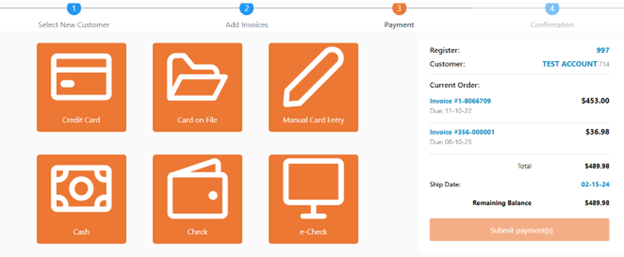 1 2 3 4
Select New Customer Add Invoices Payment Confirmation
Credit Card Card on File Manual Card Entry
Cash Check e-Check
Register: 997
Customer: TEST ACCOUNT 714
Current Order:
Invoice #1-8066709 $453.00
Due: 11-10-22
Invoice #356-000001 $36.98
Due: 08-10-23
Total $489.98
Ship Date: 02-15-24
Remaining Balance $489.98
Submit payment(s)